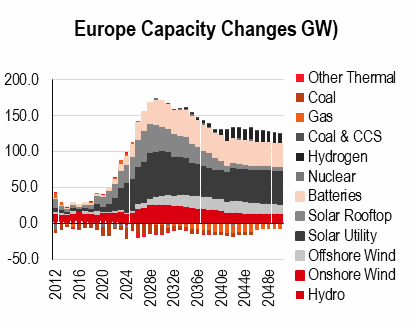 Europe Capacity Changes GW)
200.0
150.0
100.0
50.0
0.0
-50.0
2012
2016
2020
2024
2028e
2032e
2036e
2040e
2044e
2048e
Other Thermal
Coal
Gas
Coal & CCS
Hydrogen
Nuclear
Batteries
Solar Rooftop
Solar Utility
Offshore Wind
Onshore Wind
Hydro